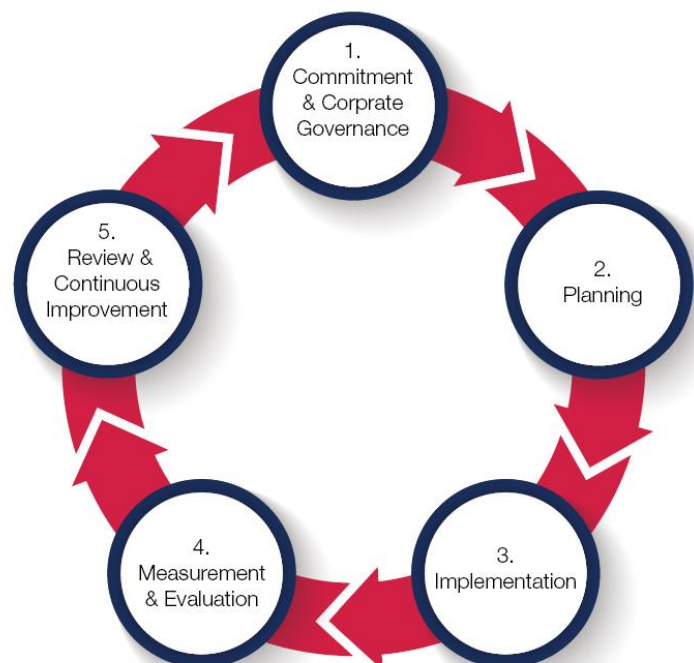 1.
Commitment
& Corprate
Governance
2.
Planning
3.
Implementation
4.
Measurement
& Evaluation
5.
Review &
Continuous
Improvement